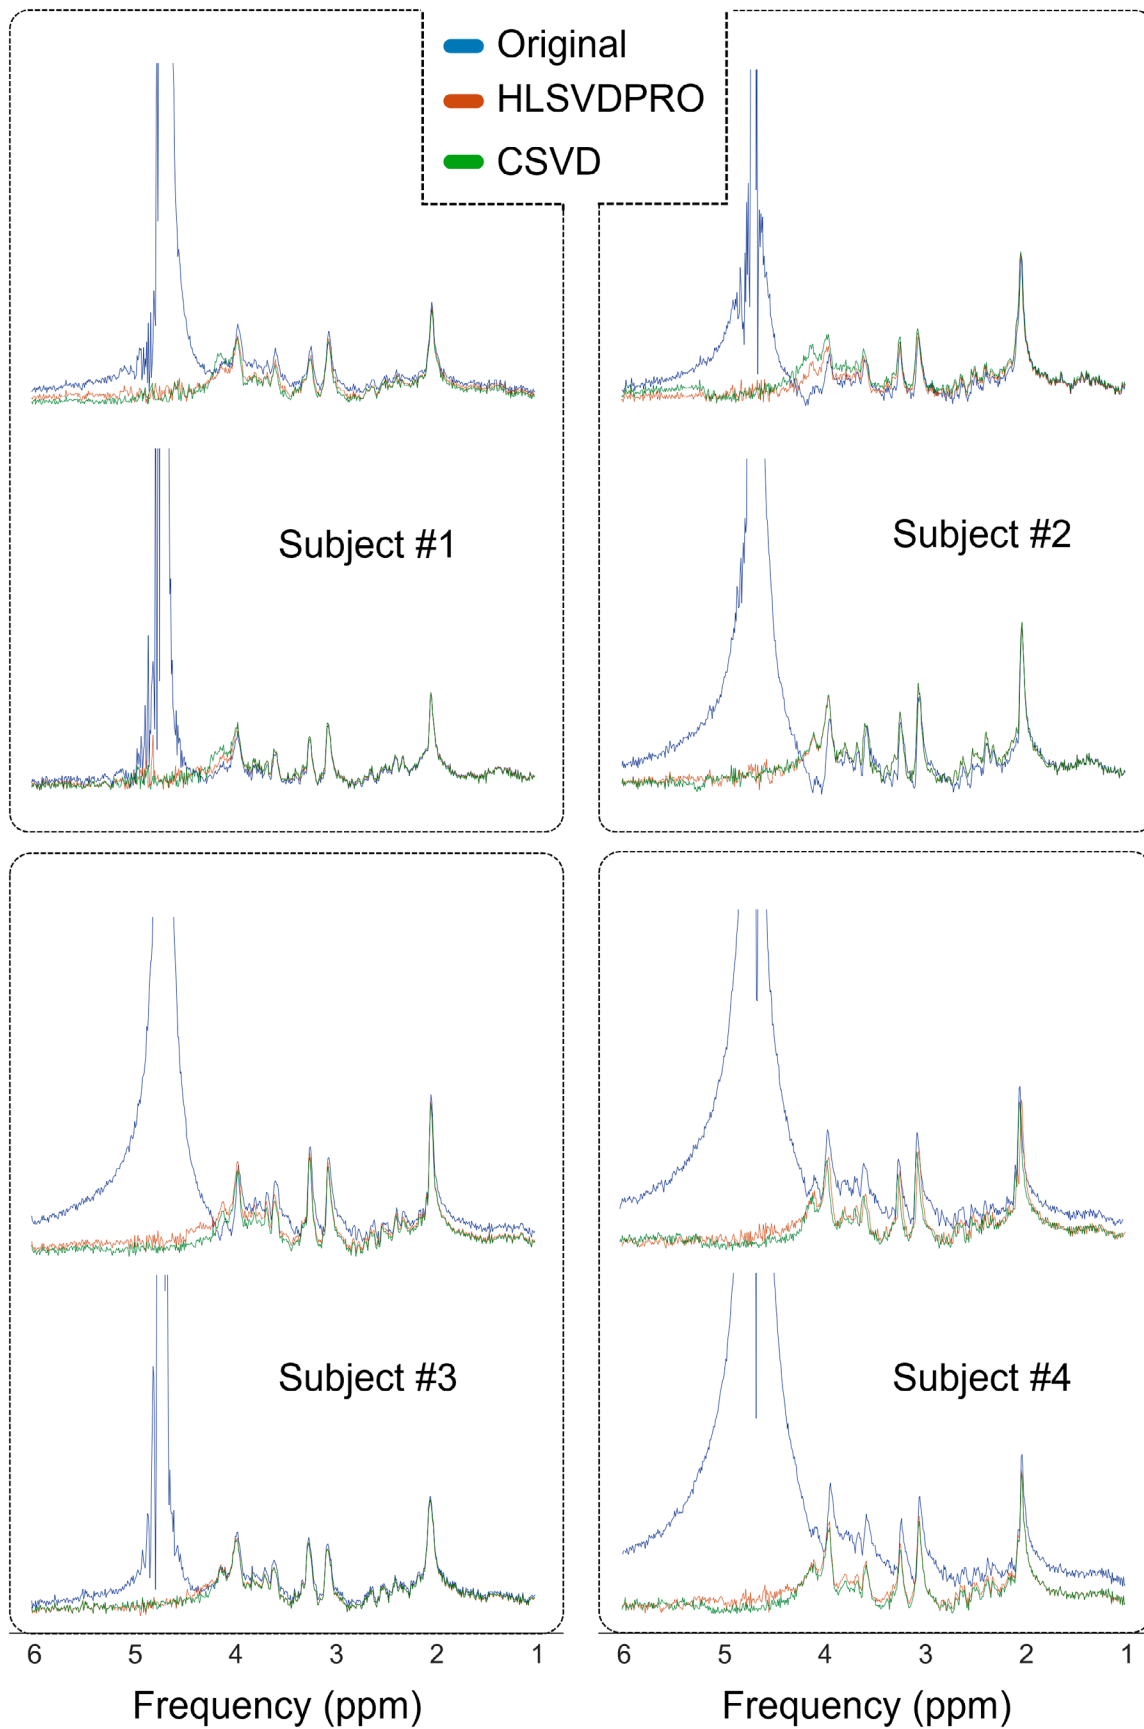 Original
HLSVDPRO
CSVD
Subject #1
Subject #2
Subject #3
Subject #4
6 5 4 3 2 1
6 5 4 3 2 1
Frequency (ppm)
Frequency (ppm)